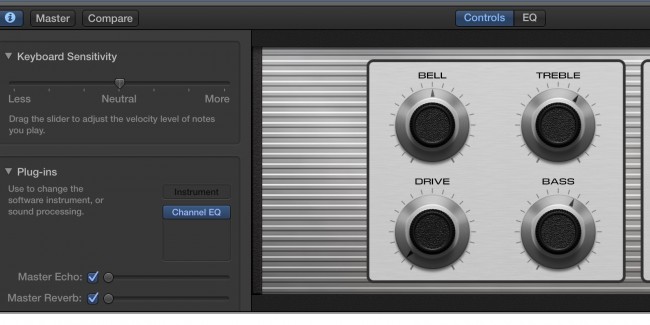 i Master Compare Controls EQ
Keyboard Sensitivity
Less Neutral More
Drag the slider to adjust the velocity level of notes
you play.
Plug-ins
Use to change the
software instrument, or
sound processing.
Instrument
Channel EQ
Master Echo:
Master Reverb:
BELL TREBLE
DRIVE BASS